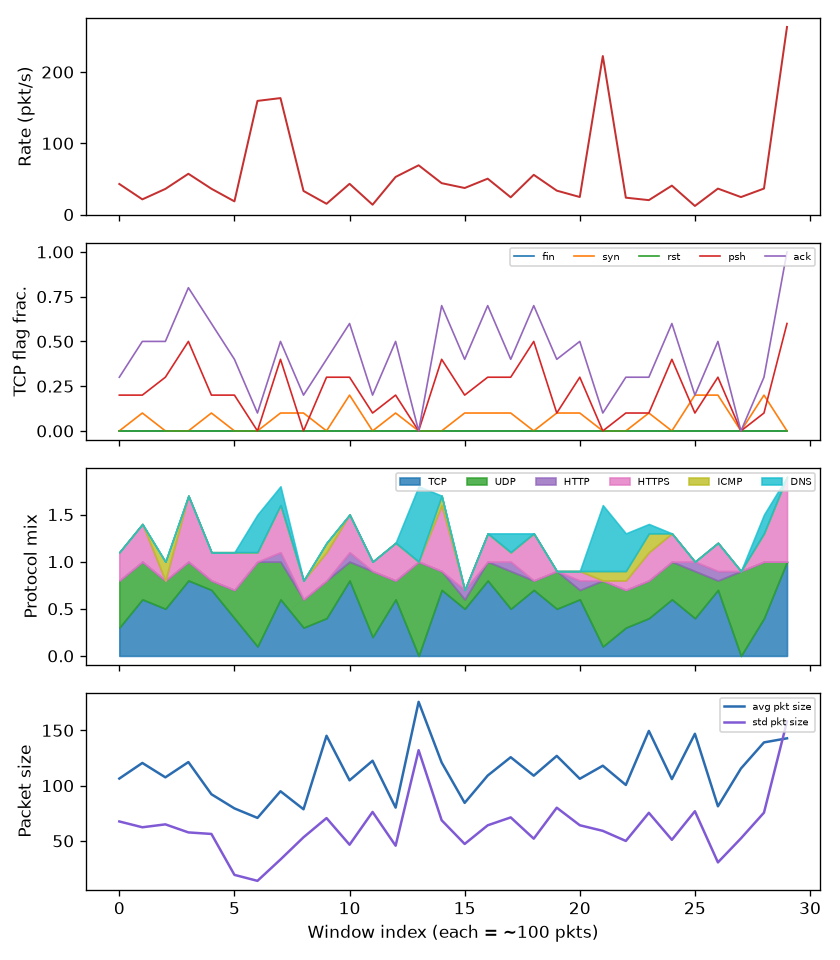 Rate (pkt/s)
200
100
0
TCP flag frac.
1.00
0.75
0.50
0.25
0.00
fin syn rst psh ack
Protocol mix
1.5
1.0
0.5
0.0
TCP UDP HTTP HTTPS ICMP DNS
Packet size
150
100
50
avg pkt size
std pkt size
0 5 10 15 20 25 30
Window index (each = ~100 pkts)